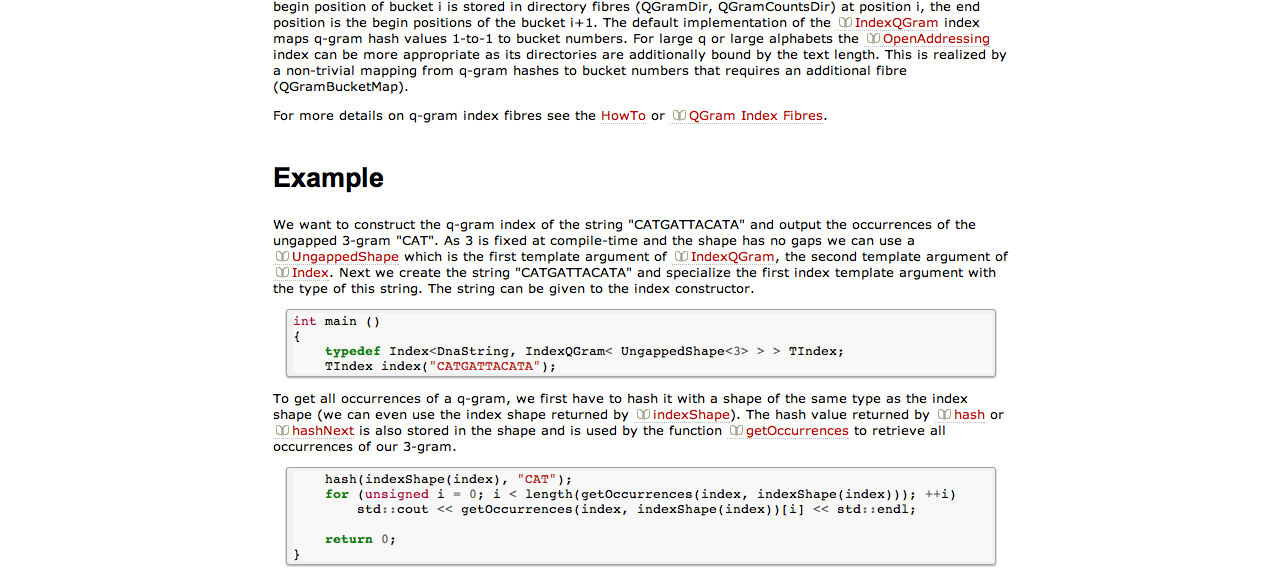 begin position of bucket i is stored in directory fibres (QGramDir, QGramCountsDir) at position i, the end
position is the begin positions of the bucket i+1. The default implementation of the IndexQGram index
maps q-gram hash values 1-to-1 to bucket numbers. For large q or large alphabets the OpenAddressing
index can be more appropriate as its directories are additionally bound by the text length. This is realized by
a non-trivial mapping from q-gram hashes to bucket numbers that requires an additional fibre
(QGramBucketMap).
For more details on q-gram index fibres see the HowTo or QGram Index Fibres.
Example
We want to construct the q-gram index of the string "CATGATTACATA" and output the occurrences of the
ungapped 3-gram "CAT". As 3 is fixed at compile-time and the shape has no gaps we can use a
UngappedShape which is the first template argument of IndexQGram, the second template argument of
Index. Next we create the string "CATGATTACATA" and specialize the first index template argument with
the type of this string. The string can be given to the index constructor.
int main ()
{
    typedef Index<DnaString, IndexQGram< UngappedShape<3> > > TIndex;
    TIndex index("CATGATTACATA");
To get all occurrences of a q-gram, we first have to hash it with a shape of the same type as the index
shape (we can even use the index shape returned by indexShape). The hash value returned by hash or
hashNext is also stored in the shape and is used by the function getOccurrences to retrieve all
occurrences of our 3-gram.
    hash(indexShape(index), "CAT");
    for (unsigned i = 0; i < length(getOccurrences(index, indexShape(index))); ++i)
        std::cout << getOccurrences(index, indexShape(index))[i] << std::endl;
    return 0;
}